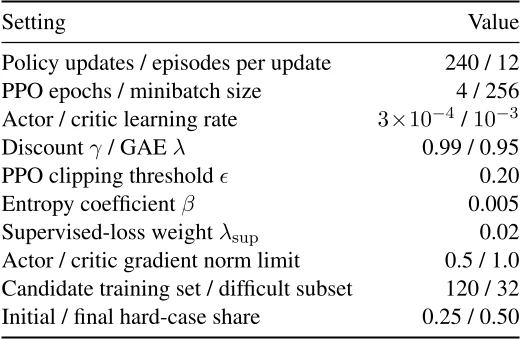 Setting Value
Policy updates / episodes per update 240 / 12
PPO epochs / minibatch size 4 / 256
Actor / critic learning rate 3×10⁻⁴ / 10⁻³
Discount γ / GAE λ 0.99 / 0.95
PPO clipping threshold ϵ 0.20
Entropy coefficient β 0.005
Supervised-loss weight λ_sup 0.02
Actor / critic gradient norm limit 0.5 / 1.0
Candidate training set / difficult subset 120 / 32
Initial / final hard-case share 0.25 / 0.50